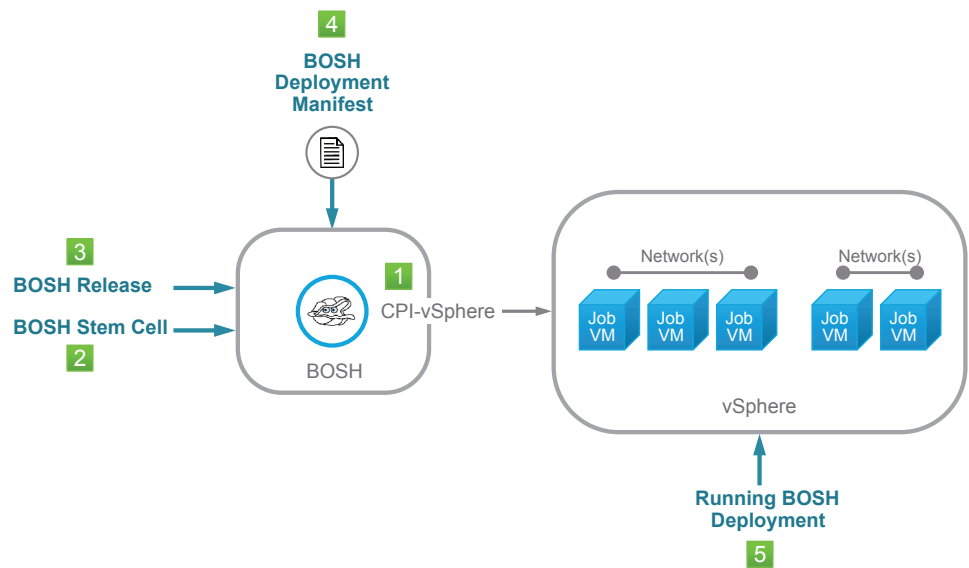 4
BOSH
Deployment
Manifest
3
BOSH Release
BOSH Stem Cell
2
1
CPI-vSphere
BOSH
Network(s)
Network(s)
Job
VM
Job
VM
Job
VM
Job
VM
Job
VM
vSphere
Running BOSH
Deployment
5